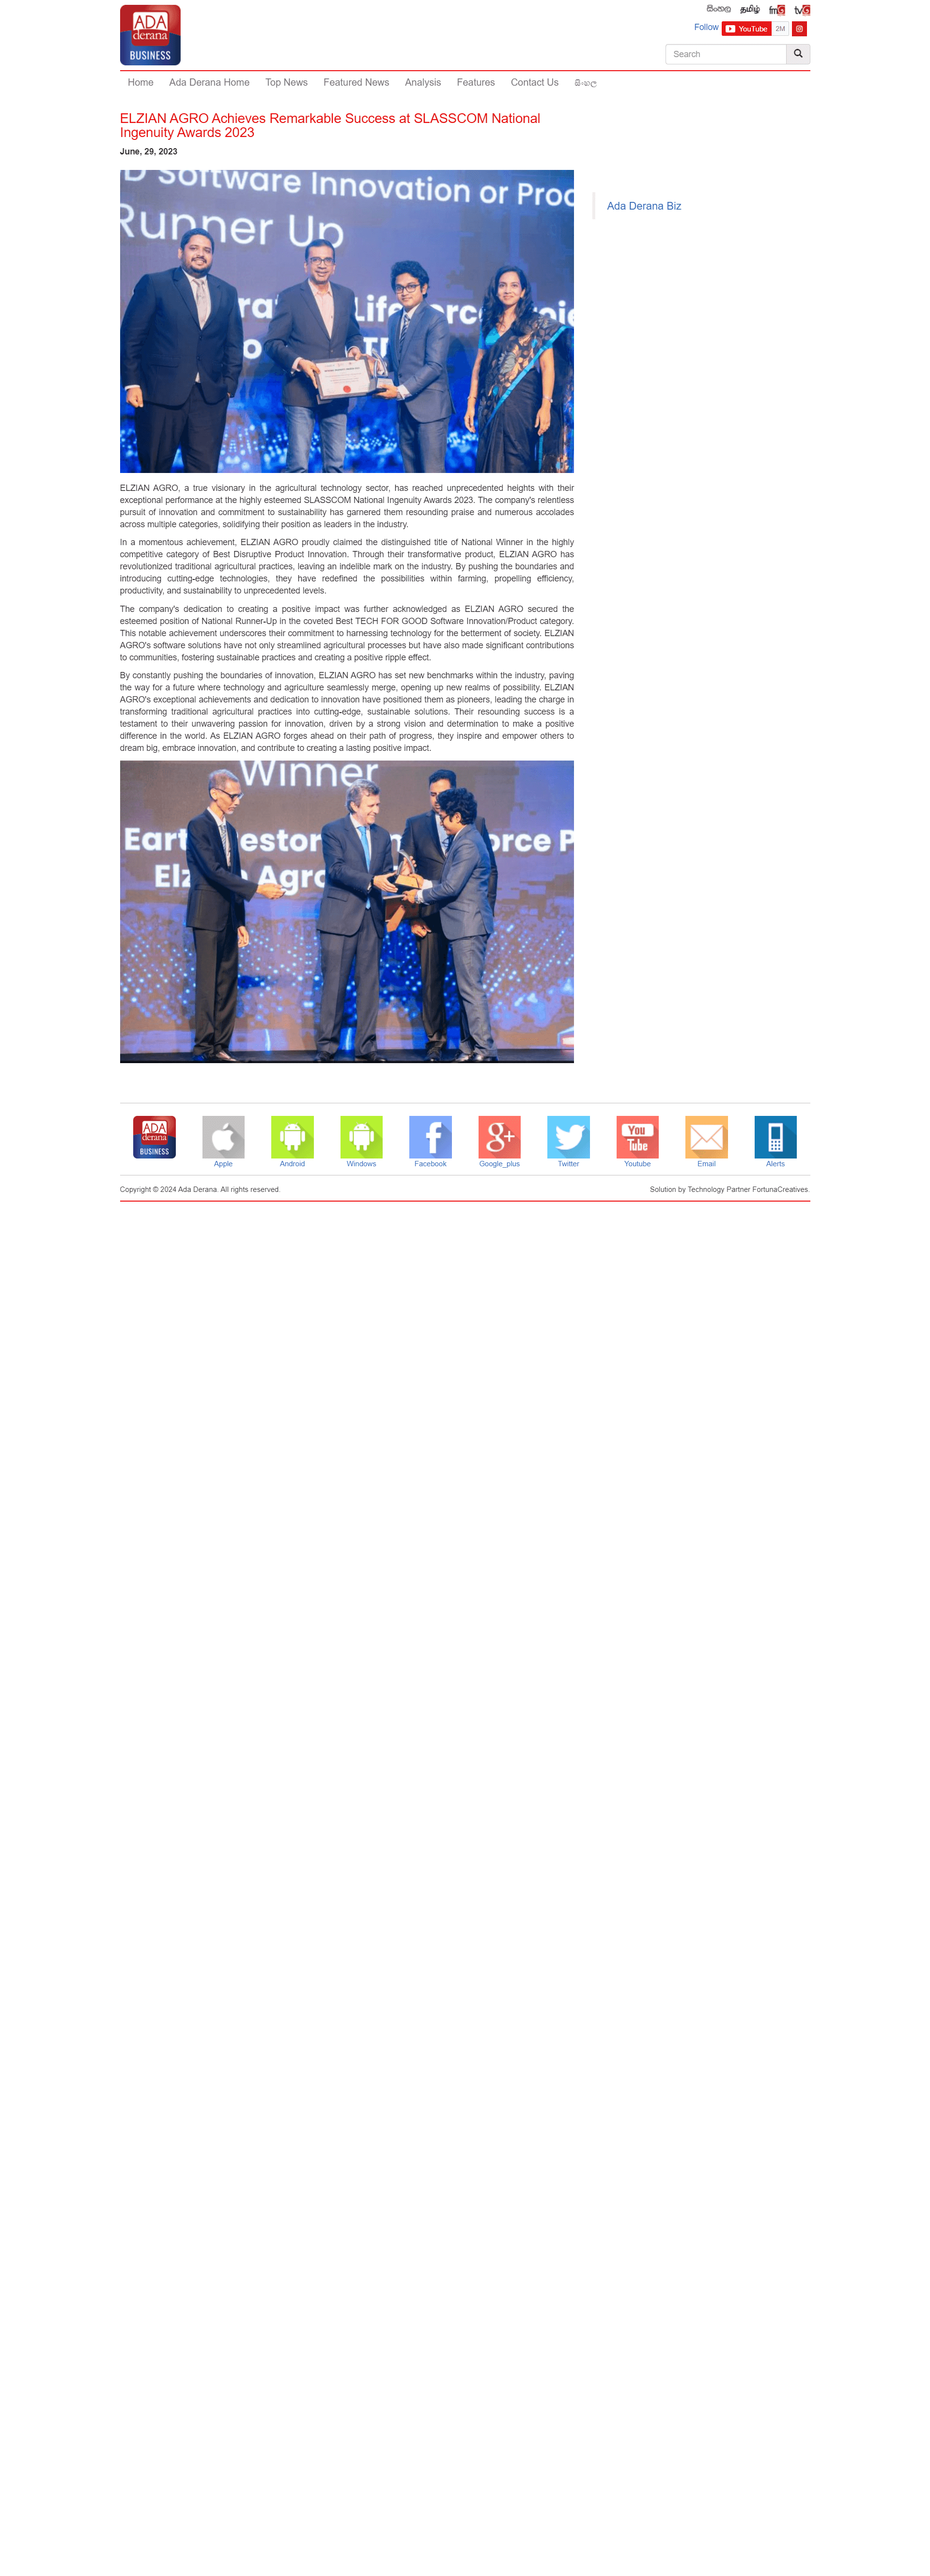 ADA
derana
BUSINESS
සිංහල தமிழ் fm tv
Follow YouTube 2M
Search
Home Ada Derana Home Top News Featured News Analysis Features Contact Us සිංහල
ELZIAN AGRO Achieves Remarkable Success at SLASSCOM National
Ingenuity Awards 2023
June, 29, 2023
Ada Derana Biz
D Software Innovation or Prod
Runner Up
ELZIAN AGRO, a true visionary in the agricultural technology sector, has reached unprecedented heights with their
exceptional performance at the highly esteemed SLASSCOM National Ingenuity Awards 2023. The company's relentless
pursuit of innovation and commitment to sustainability has garnered them resounding praise and numerous accolades
across multiple categories, solidifying their position as leaders in the industry.
In a momentous achievement, ELZIAN AGRO proudly claimed the distinguished title of National Winner in the highly
competitive category of Best Disruptive Product Innovation. Through their transformative product, ELZIAN AGRO has
revolutionized traditional agricultural practices, leaving an indelible mark on the industry. By pushing the boundaries and
introducing cutting-edge technologies, they have redefined the possibilities within farming, propelling efficiency,
productivity, and sustainability to unprecedented levels.
The company's dedication to creating a positive impact was further acknowledged as ELZIAN AGRO secured the
esteemed position of National Runner-Up in the coveted Best TECH FOR GOOD Software Innovation/Product category.
This notable achievement underscores their commitment to harnessing technology for the betterment of society. ELZIAN
AGRO's software solutions have not only streamlined agricultural processes but have also made significant contributions
to communities, fostering sustainable practices and creating a positive ripple effect.
By constantly pushing the boundaries of innovation, ELZIAN AGRO has set new benchmarks within the industry, paving
the way for a future where technology and agriculture seamlessly merge, opening up new realms of possibility. ELZIAN
AGRO's exceptional achievements and dedication to innovation have positioned them as pioneers, leading the charge in
transforming traditional agricultural practices into cutting-edge, sustainable solutions. Their resounding success is a
testament to their unwavering passion for innovation, driven by a strong vision and determination to make a positive
difference in the world. As ELZIAN AGRO forges ahead on their path of progress, they inspire and empower others to
dream big, embrace innovation, and contribute to creating a lasting positive impact.
Winner
ADA
derana
BUSINESS
You
Tube
Apple Android Windows Facebook Google_plus Twitter Youtube Email Alerts
Copyright © 2024 Ada Derana. All rights reserved. Solution by Technology Partner FortunaCreatives.